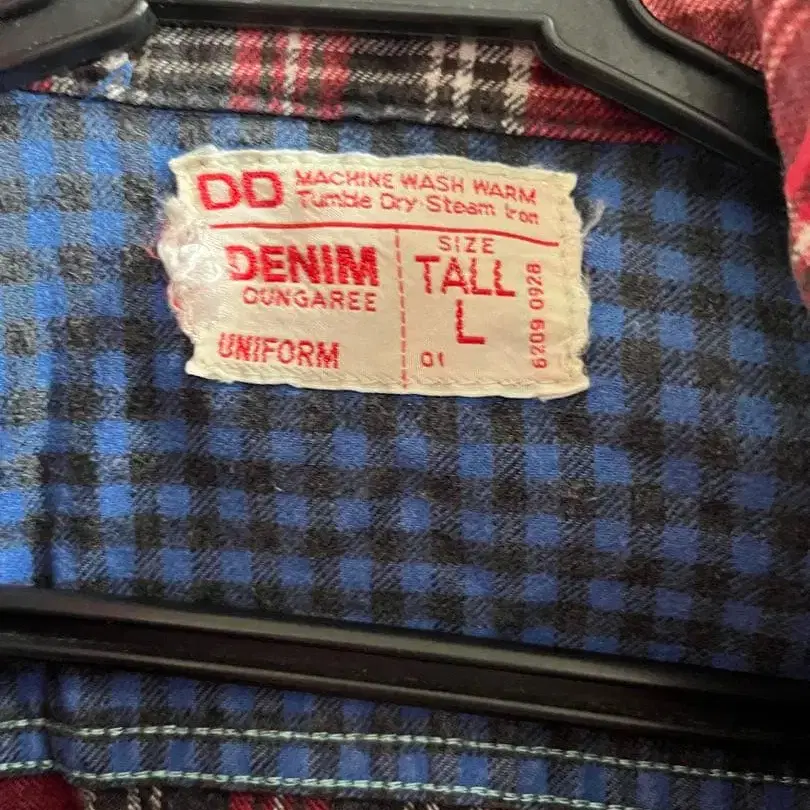 DD MACHINE WASH WARM
Tumble Dry·Steam Iron
DENIM
DUNGAREE
UNIFORM
SIZE
TALL
L
01
6209 0928